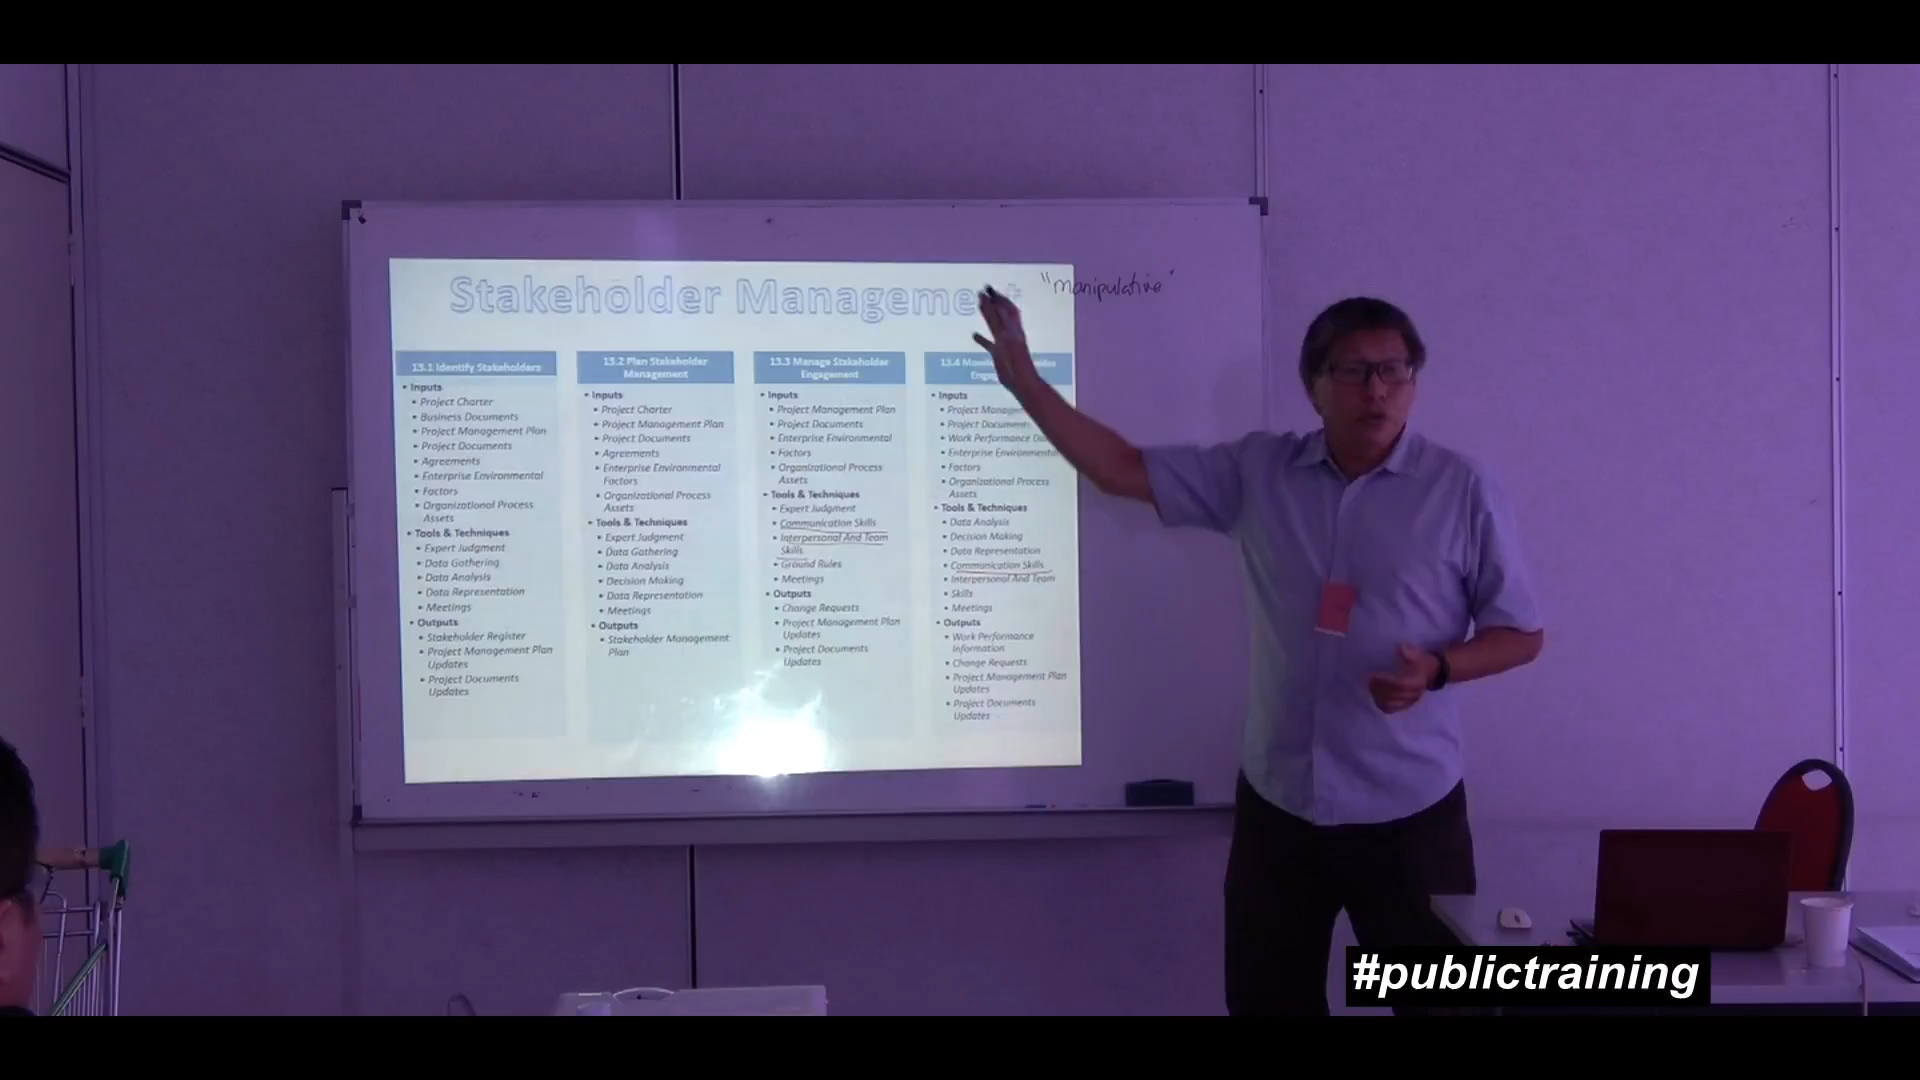 Stakeholder Management
"manipulative"
13.1 Identify Stakeholders
• Inputs
• Project Charter
• Business Documents
• Project Management Plan
• Project Documents
• Agreements
• Enterprise Environmental
• Factors
• Organizational Process
Assets
• Tools & Techniques
• Expert Judgment
• Data Gathering
• Data Analysis
• Data Representation
• Meetings
• Outputs
• Stakeholder Register
• Project Management Plan
Updates
• Project Documents
Updates
13.2 Plan Stakeholder
Management
• Inputs
• Project Charter
• Project Management Plan
• Project Documents
• Agreements
• Enterprise Environmental
Factors
• Organizational Process
Assets
• Tools & Techniques
• Expert Judgment
• Data Gathering
• Data Analysis
• Decision Making
• Data Representation
• Meetings
• Outputs
• Stakeholder Management
Plan
13.3 Manage Stakeholder
Engagement
• Inputs
• Project Management Plan
• Project Documents
• Enterprise Environmental
• Factors
• Organizational Process
Assets
• Tools & Techniques
• Expert Judgment
• Communication Skills
• Interpersonal And Team
Skills
• Ground Rules
• Meetings
• Outputs
• Change Requests
• Project Management Plan
Updates
• Project Documents
Updates
13.4
• Inputs
• Project
• Project Documents
• Work Performance
• Enterprise Environmental
• Factors
• Organizational Process
Assets
• Tools & Techniques
• Data Analysis
• Decision Making
• Data Representation
• Communication Skills
• Interpersonal And Team
• Skills
• Meetings
• Outputs
• Work Performance
Information
• Change Requests
• Project Management Plan
Updates
• Project Documents
Updates
#publictraining